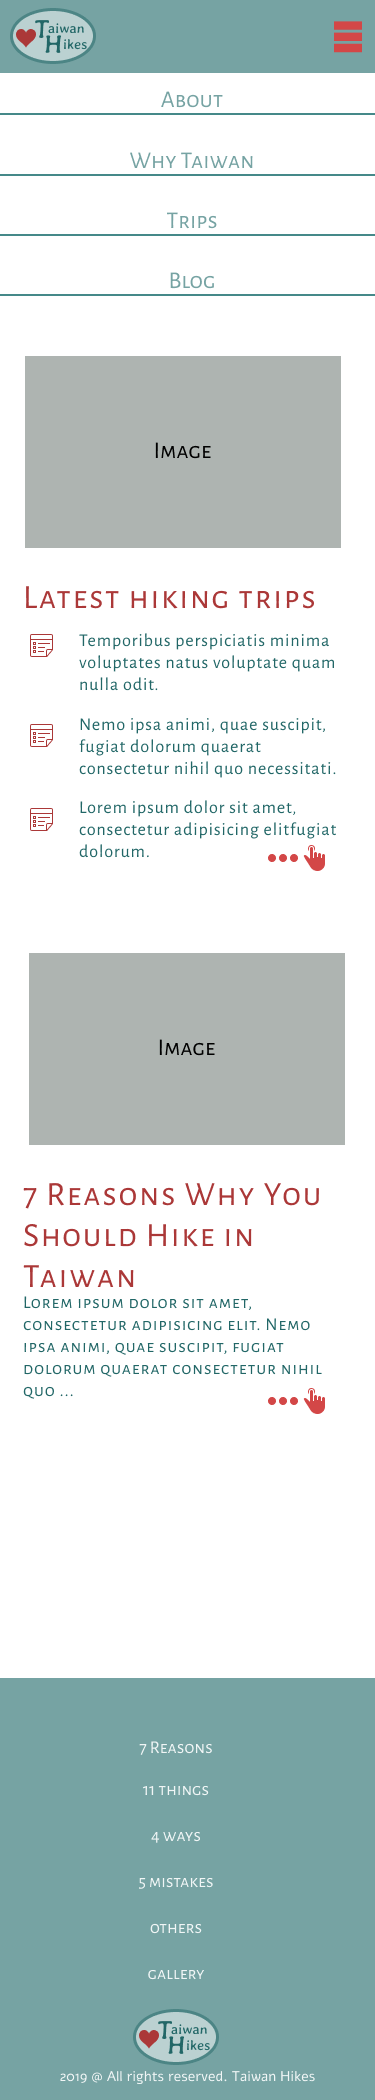 Taiwan
Hikes
About
Why Taiwan
Trips
Blog
Image
Latest hiking trips
Temporibus perspiciatis minima
voluptates natus voluptate quam
nulla odit.
Nemo ipsa animi, quae suscipit,
fugiat dolorum quaerat
consectetur nihil quo necessitati.
Lorem ipsum dolor sit amet,
consectetur adipisicing elitfugiat
dolorum.
Image
7 Reasons Why You
Should Hike in
Taiwan
Lorem ipsum dolor sit amet,
consectetur adipisicing elit. Nemo
ipsa animi, quae suscipit, fugiat
dolorum quaerat consectetur nihil
quo ...
7 Reasons
11 things
4 ways
5 mistakes
others
gallery
Taiwan
Hikes
2019 @ All rights reserved. Taiwan Hikes